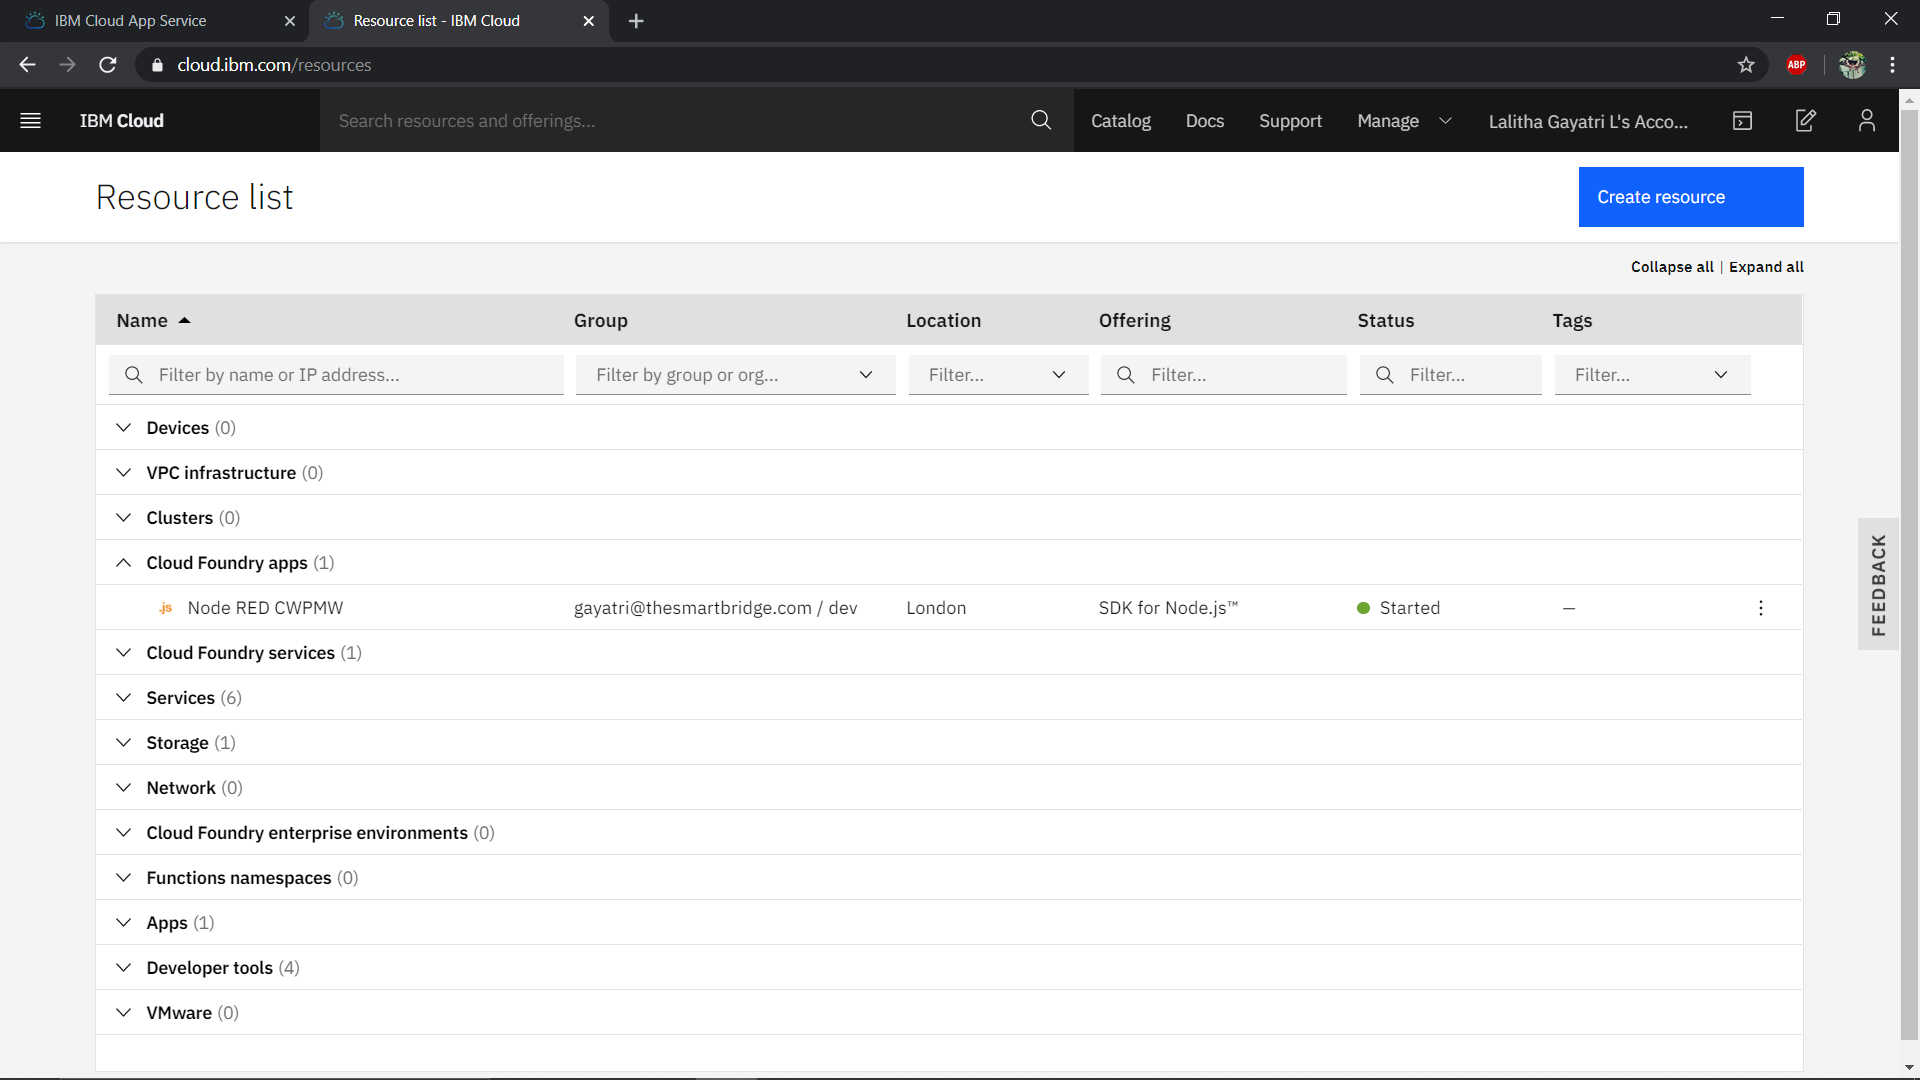 IBM Cloud App Service
Resource list - IBM Cloud
cloud.ibm.com/resources
ABP
IBM Cloud
Search resources and offerings...
Catalog
Docs
Support
Manage
Lalitha Gayatri L's Acco...
Resource list
Create resource
Collapse all | Expand all
Name Group Location Offering Status Tags
Filter by name or IP address... Filter by group or org... Filter... Filter... Filter... Filter...
Devices (0)
VPC infrastructure (0)
Clusters (0)
Cloud Foundry apps (1)
.js Node RED CWPMW gayatri@thesmartbridge.com / dev London SDK for Node.js™ Started —
Cloud Foundry services (1)
Services (6)
Storage (1)
Network (0)
Cloud Foundry enterprise environments (0)
Functions namespaces (0)
Apps (1)
Developer tools (4)
VMware (0)
FEEDBACK